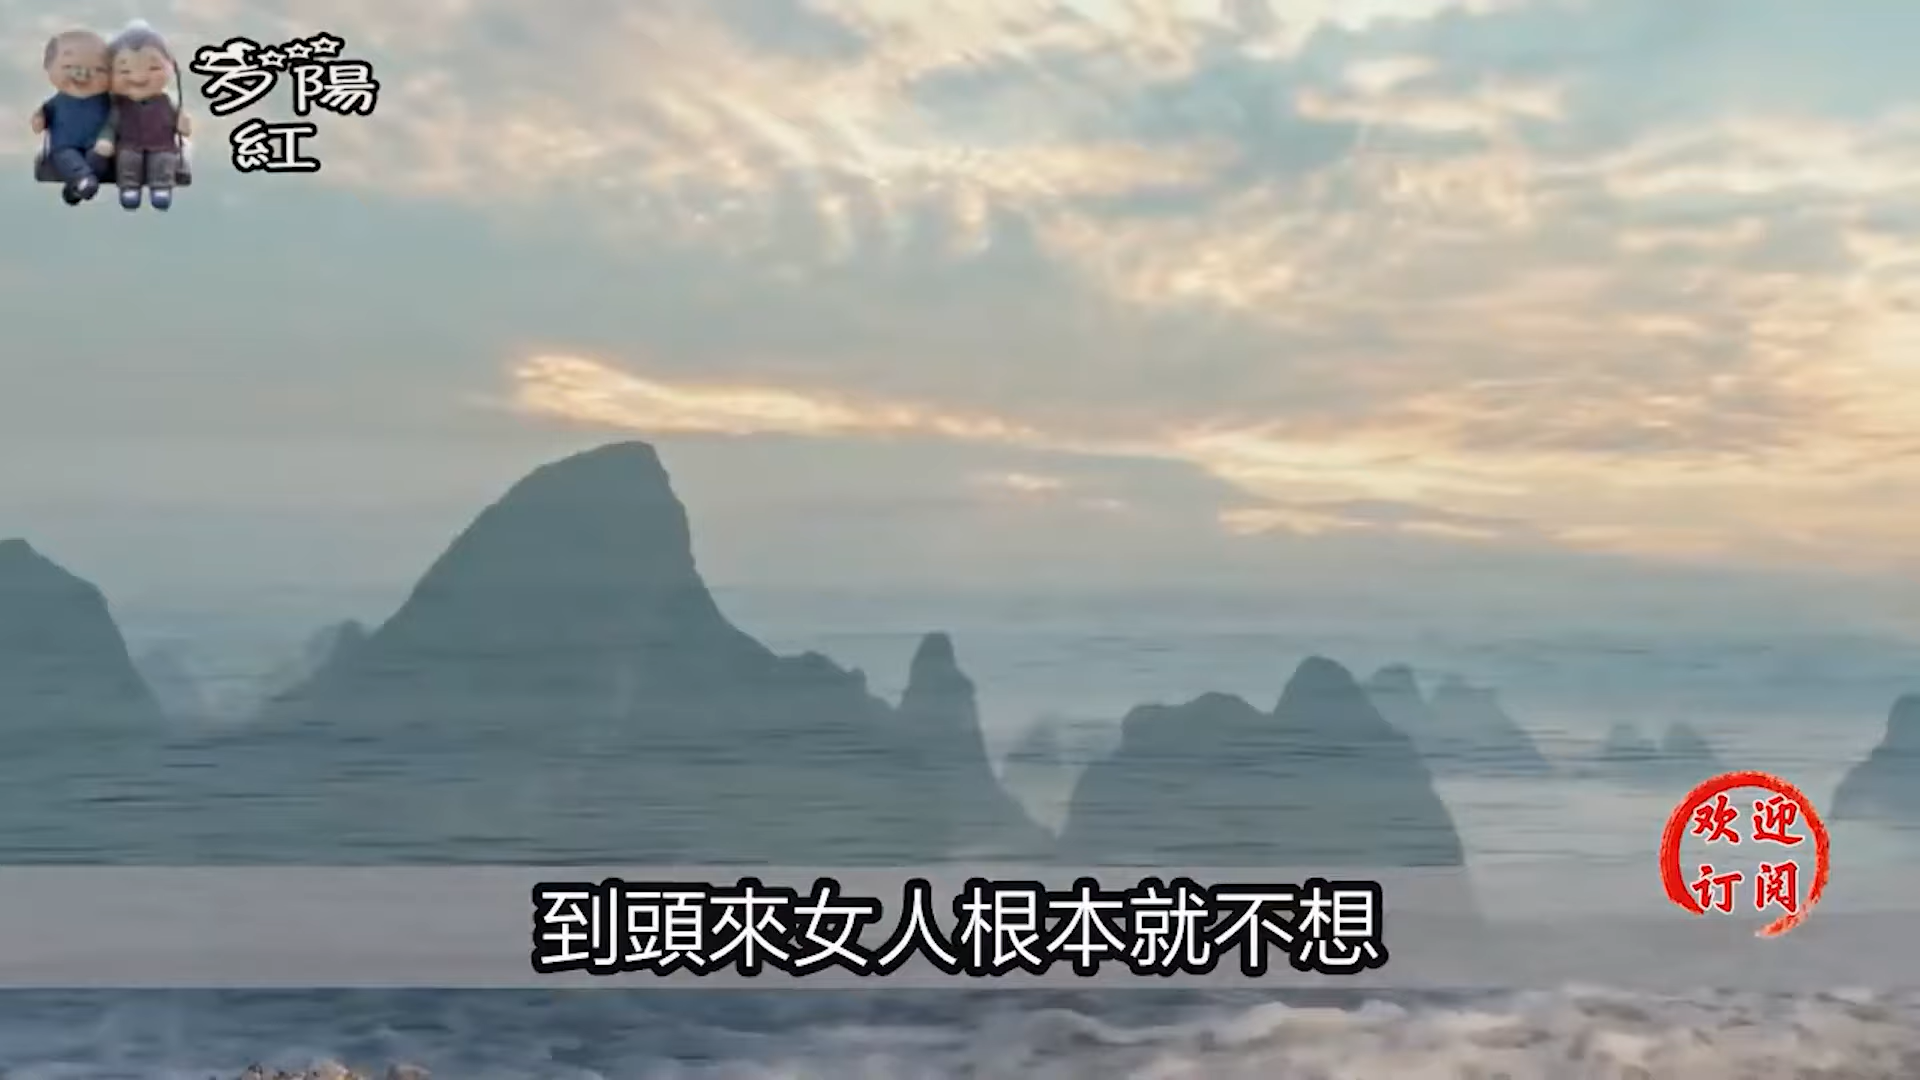 夕陽
紅
欢迎
订阅
到頭來女人根本就不想